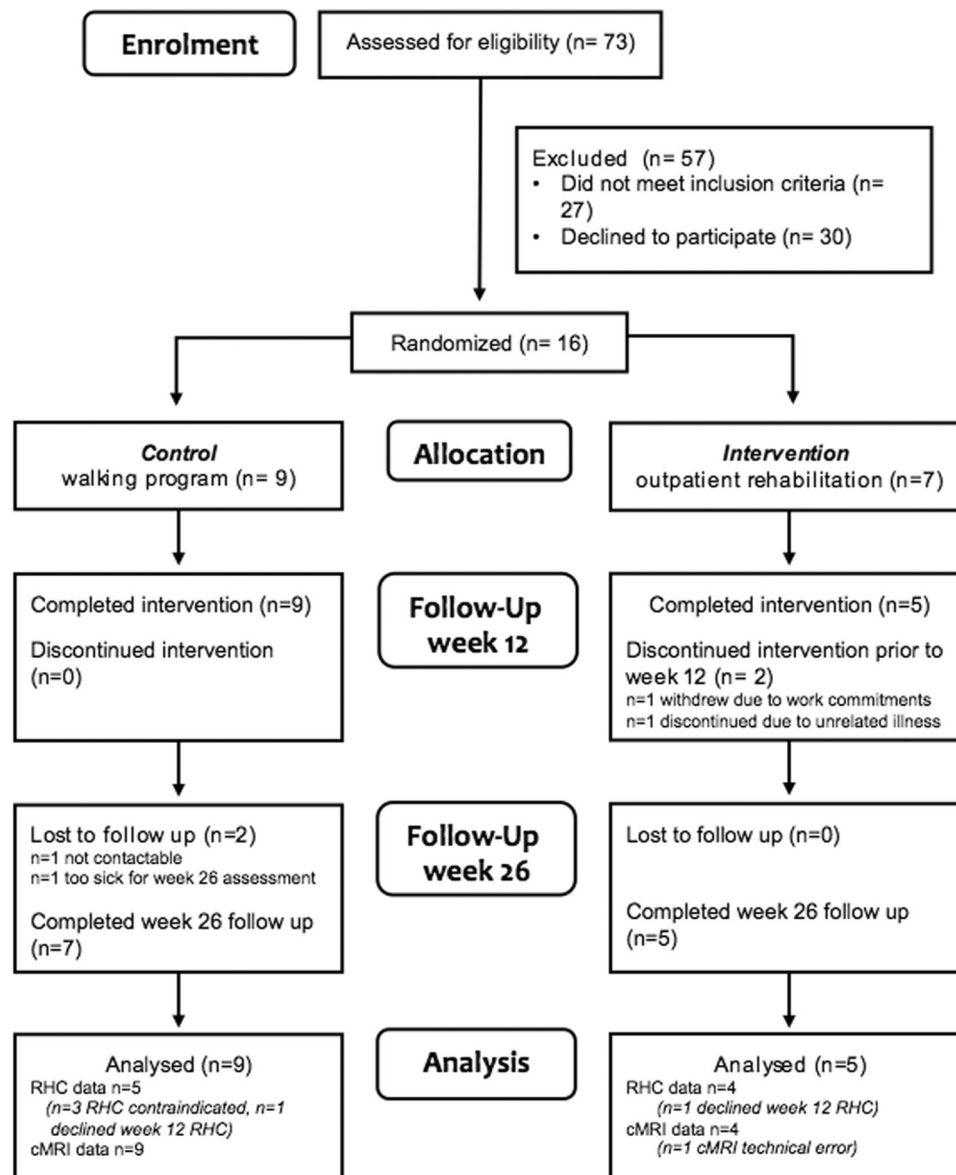 Enrolment
Assessed for eligibility (n= 73)
Excluded (n= 57)
• Did not meet inclusion criteria (n=
27)
• Declined to participate (n= 30)
Randomized (n= 16)
Control
walking program (n= 9)
Allocation
Intervention
outpatient rehabilitation (n=7)
Completed intervention (n=9)
Discontinued intervention
(n=0)
Follow-Up
week 12
Completed intervention (n=5)
Discontinued intervention prior to
week 12 (n= 2)
n=1 withdrew due to work commitments
n=1 discontinued due to unrelated illness
Lost to follow up (n=2)
n=1 not contactable
n=1 too sick for week 26 assessment
Completed week 26 follow up
(n=7)
Follow-Up
week 26
Lost to follow up (n=0)
Completed week 26 follow up
(n=5)
Analysed (n=9)
RHC data n=5
(n=3 RHC contraindicated, n=1
declined week 12 RHC)
cMRI data n=9
Analysis
Analysed (n=5)
RHC data n=4
(n=1 declined week 12 RHC)
cMRI data n=4
(n=1 cMRI technical error)